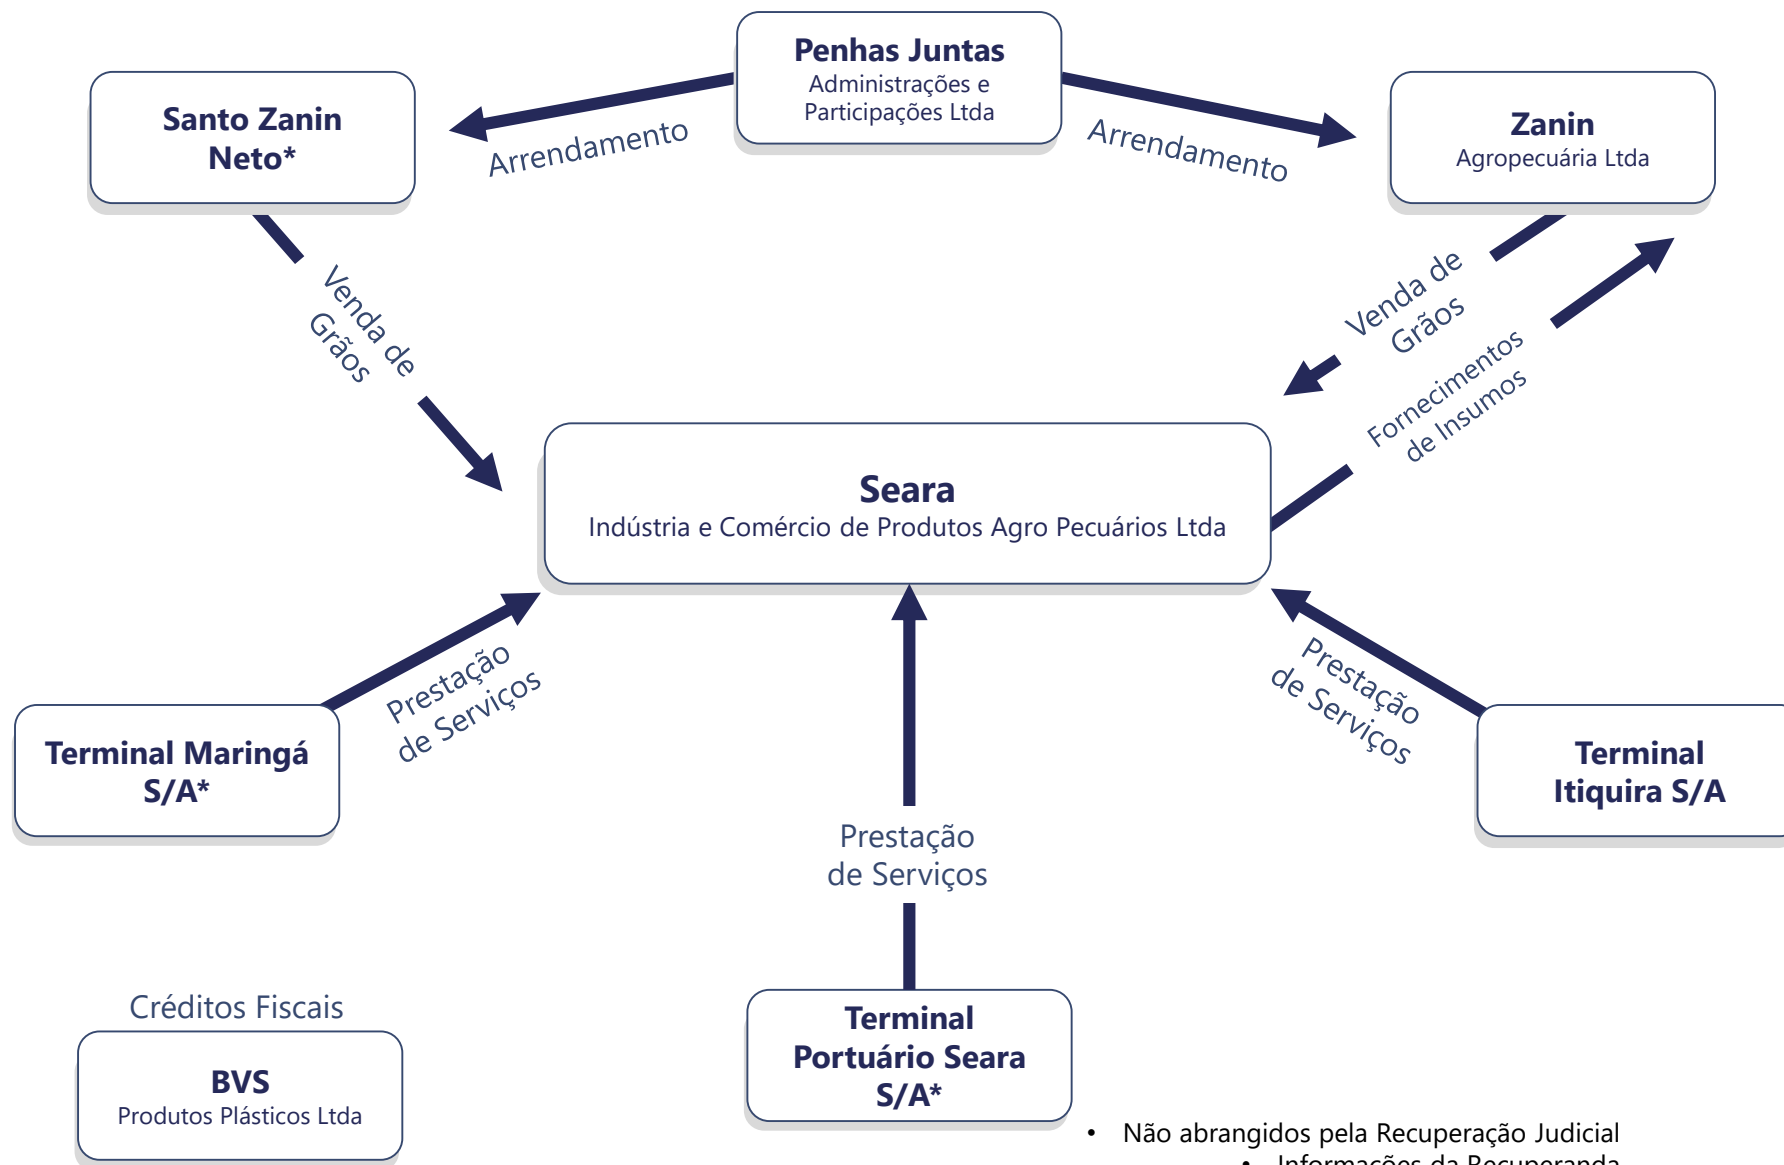 Penhas Juntas
Administrações e
Participações Ltda
Santo Zanin
Neto*
Zanin
Agropecuária Ltda
Arrendamento
Arrendamento
Venda de
Grãos
Venda de
Grãos
Fornecimentos
de Insumos
Seara
Indústria e Comércio de Produtos Agro Pecuários Ltda
Prestação
de Serviços
Prestação
de Serviços
Terminal Maringá
S/A*
Terminal
Itiquira S/A
Prestação
de Serviços
Créditos Fiscais
BVS
Produtos Plásticos Ltda
Terminal
Portuário Seara
S/A*
• Não abrangidos pela Recuperação Judicial
• Informações da Recuperanda